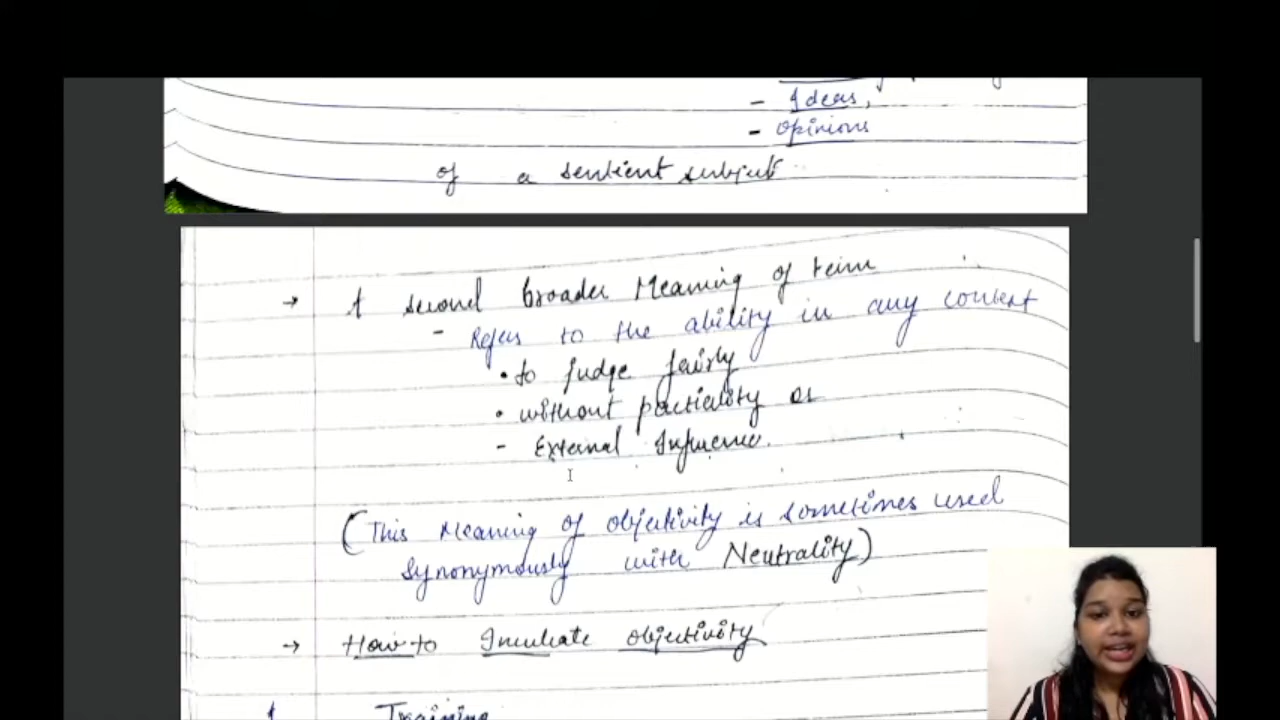 - Ideas,
- Opinions
of a sentient subject
→ A second broader Meaning of term
- Refers to the ability in any context
• to judge fairly
• without partiality or
- External Influence.
(This Meaning of objectivity is sometimes used
synonymously with Neutrality)
→ How to Inculcate objectivity
1. Training